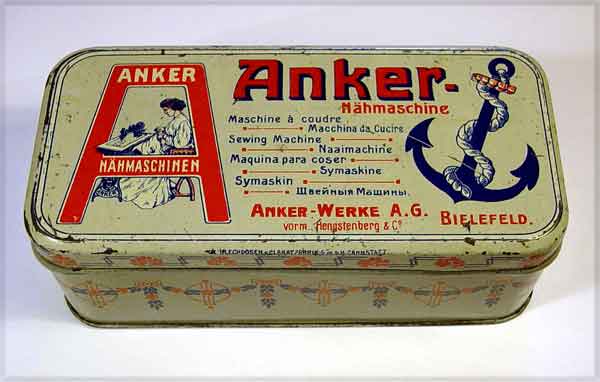 ANKER
NÄHMASCHINEN
Anker-
Nähmaschine
Maschine à coudre
Macchina da Cucire
Sewing Machine
Naaimachine
Maquina para coser
Symaskine
Symaskin
Швейныя Машины.
ANKER-WERKE A.G.
vorm. Hengstenberg & Co
BIELEFELD.
CANNSTATT